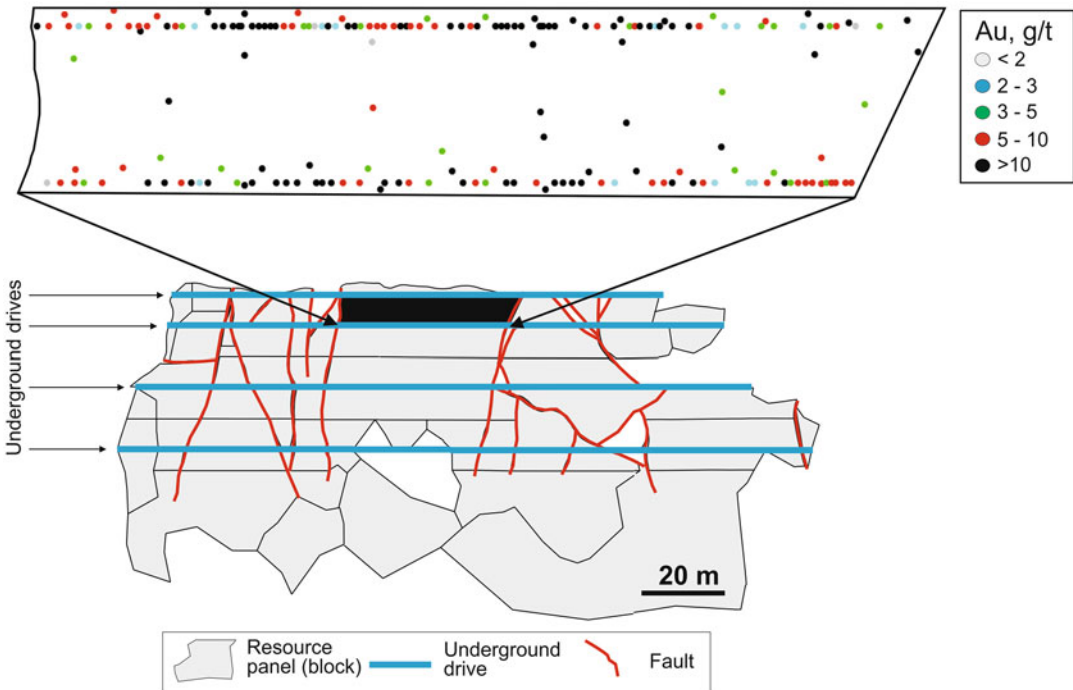 Au, g/t
< 2
2 - 3
3 - 5
5 - 10
>10
Underground drives
20 m
Resource
panel (block)
Underground
drive
Fault